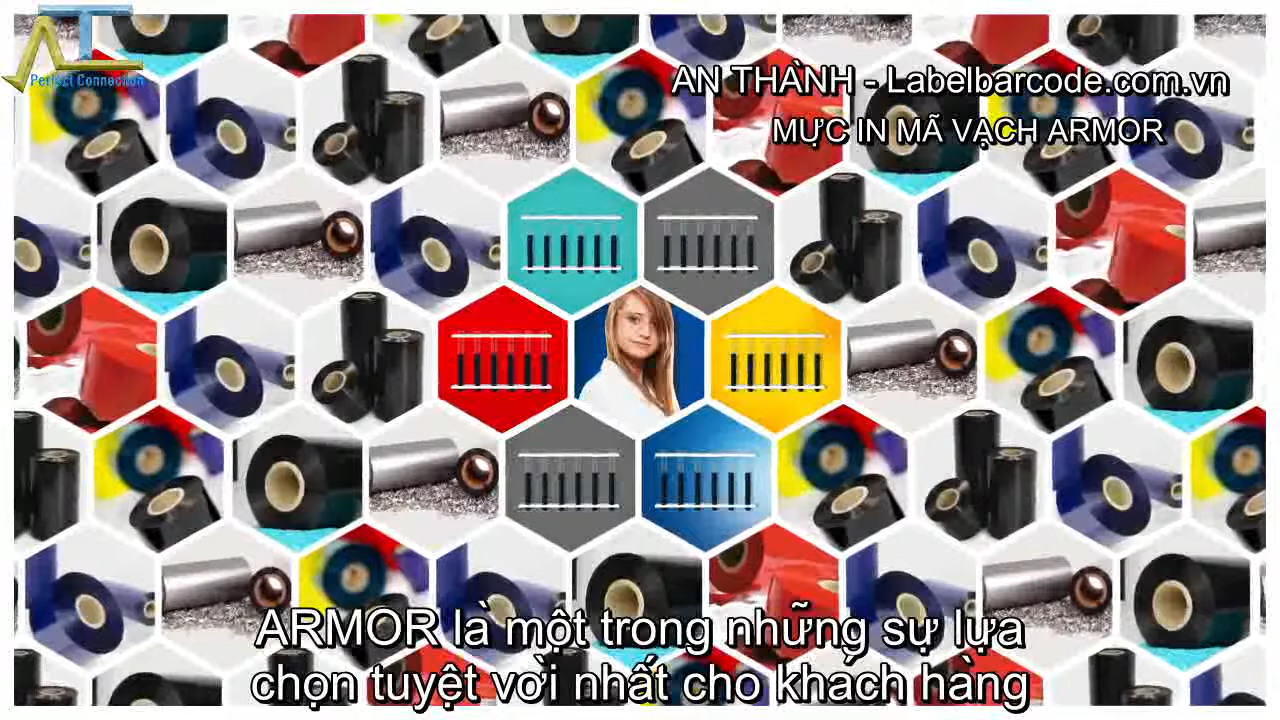 AT
Perfect Connection
AN THÀNH - Labelbarcode.com.vn
MỰC IN MÃ VẠCH ARMOR
ARMOR là một trong những sự lựa
chọn tuyệt vời nhất cho khách hàng